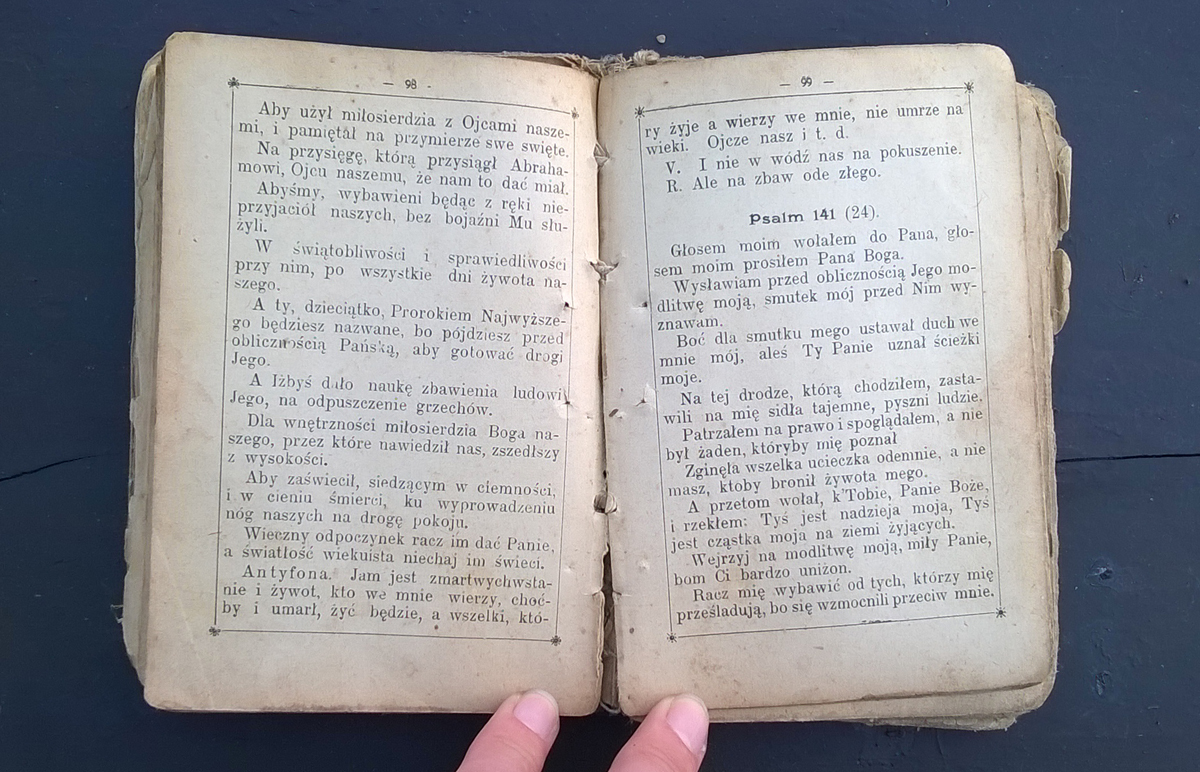 — 98 -
Aby użył miłosierdzia z Ojcami nasze-
mi, i pamiętał na przymierze swe święte.
Na przysięgę, którą przysiągł Abraha-
mowi, Ojcu naszemu, że nam to dać miał.
Abyśmy, wybawieni będąc z ręki nie-
przyjaciół naszych, bez bojaźni Mu słu-
żyli.
W świątobliwości i sprawiedliwości
przy nim, po wszystkie dni żywota na-
szego.
A ty, dzieciątko, Prorokiem Najwyższe-
go będziesz nazwane, bo pójdziesz przed
oblicznością Pańską, aby gotować drogi
Jego.
A Iżbyś dało naukę zbawienia ludowi
Jego, na odpuszczenie grzechów.
Dla wnętrzności miłosierdzia Boga na-
szego, przez które nawiedził nas, zszedłszy
z wysokości.
Aby zaświecił, siedzącym w ciemności,
i w cieniu śmierci, ku wyprowadzeniu
nóg naszych na drogę pokoju.
Wieczny odpoczynek racz im dać Panie,
a światłość wiekuista niechaj im świeci.
Antyfona. Jam jest zmartwychwsta-
nie i żywot, kto we mnie wierzy, choć-
by i umarł, żyć będzie, a wszelki, któ-
— 99 —
ry żyje a wierzy we mnie, nie umrze na
wieki. Ojcze nasz i t. d.
V. I nie w wódź nas na pokuszenie.
R. Ale na zbaw ode złego.
Psalm 141 (24).
Głosem moim wołałem do Pana, gło-
sem moim prosiłem Pana Boga.
Wysławiam przed oblicznością Jego mo-
dlitwę moją, smutek mój przed Nim wy-
znawam.
Boć dla smutku mego ustawał duch we
mnie mój, aleś Ty Panie uznał ścieżki
moje.
Na tej drodze, którą chodziłem, zasta-
wili na mię sidła tajemne, pyszni ludzie,
Patrzałem na prawo i spoglądałem, a nie
był żaden, któryby mię poznał
Zginęła wszelka ucieczka odemnie, a nie
masz, ktoby bronił żywota mego.
A przetom wołał, k'Tobie, Panie Boże,
i rzekłem: Tyś jest nadzieja moja, Tyś
jest cząstka moja na ziemi żyjących.
Wejrzyj na modlitwę moją, miły Panie,
bom Ci bardzo uniżon.
Racz mię wybawić od tych, którzy mię
prześladują, bo się wzmocnili przeciw mnie.